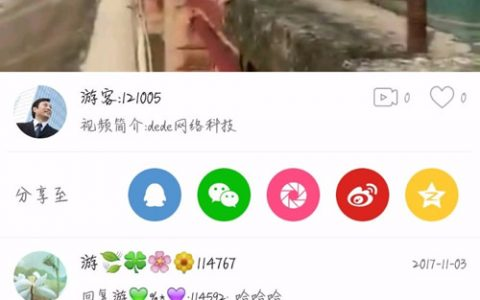 游客:121005
0
0
视频简介:dede网络科技
分享至
游🍃🍀🌸🌼114767
2017-11-03
回复游💚%*💜:114592: 哈哈哈